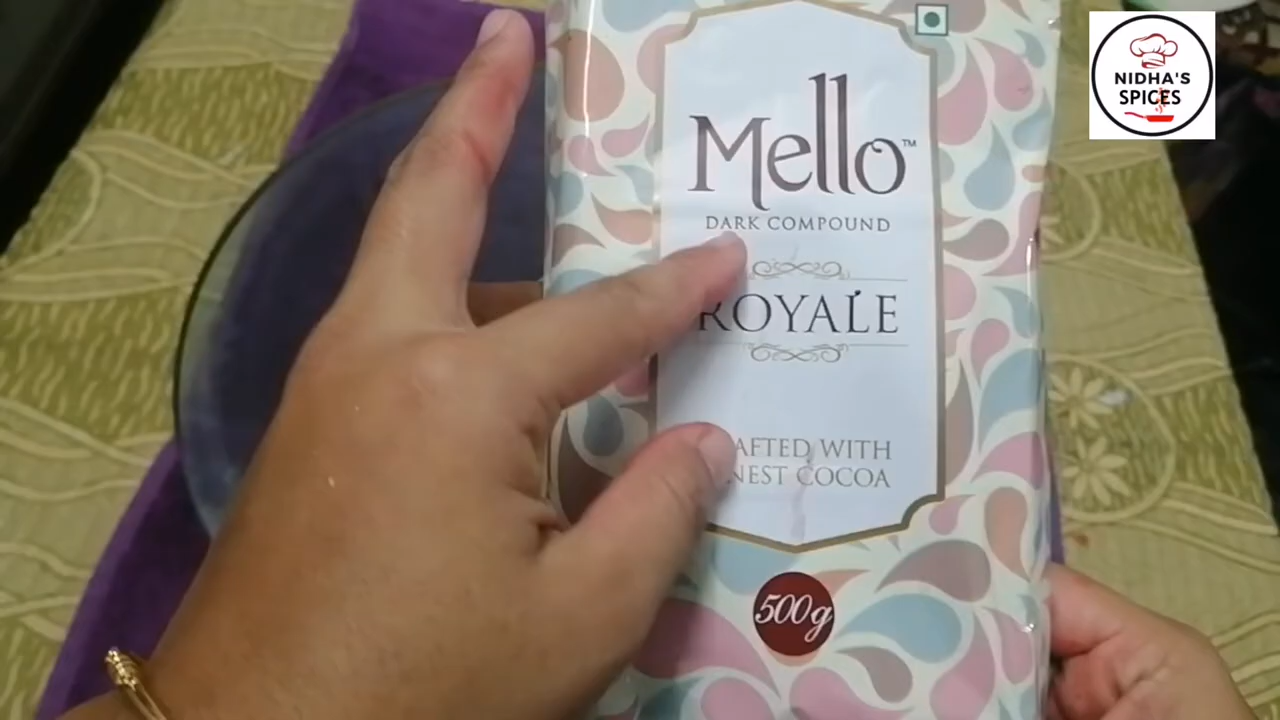 NIDHA'S
SPICES
Mello™
DARK COMPOUND
ROYALE
AFTED WITH
NEST COCOA
500g